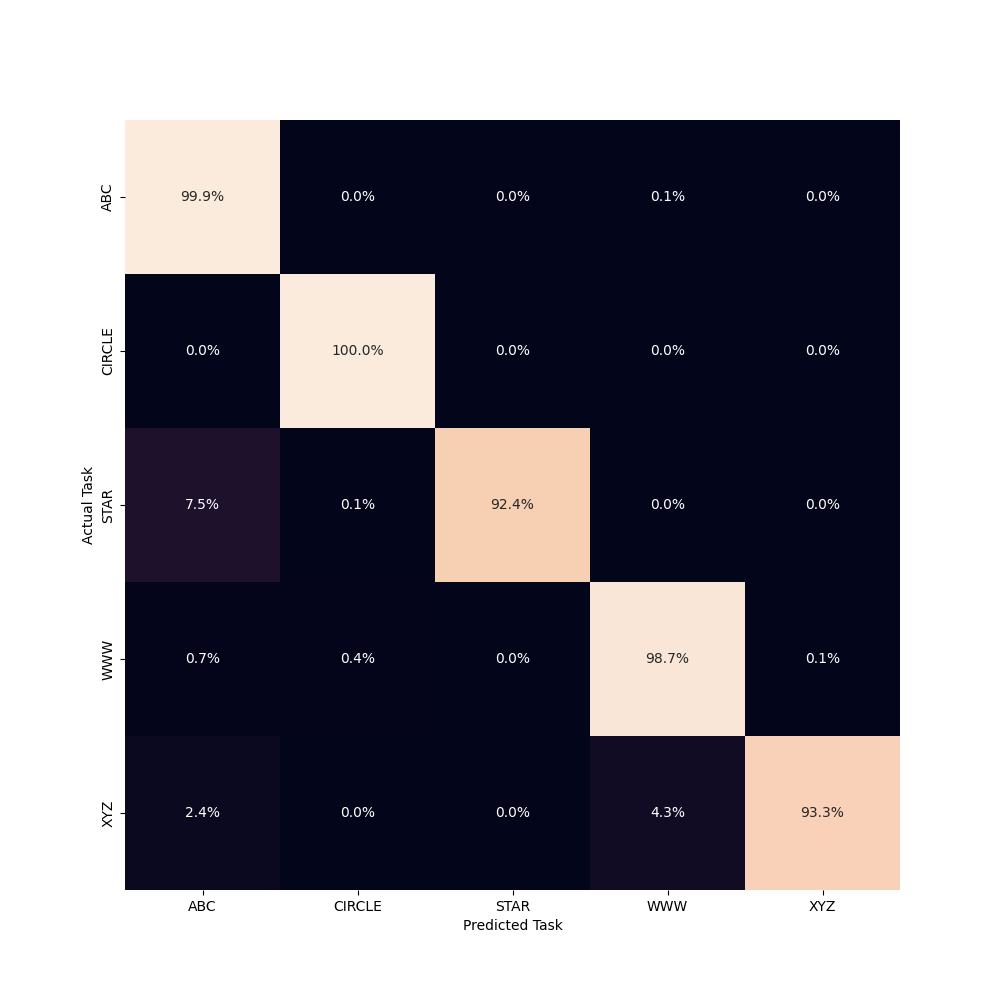 ABC 99.9% 0.0% 0.0% 0.1% 0.0%
CIRCLE 0.0% 100.0% 0.0% 0.0% 0.0%
Actual Task
STAR 7.5% 0.1% 92.4% 0.0% 0.0%
WWW 0.7% 0.4% 0.0% 98.7% 0.1%
XYZ 2.4% 0.0% 0.0% 4.3% 93.3%
ABC CIRCLE STAR WWW XYZ
Predicted Task